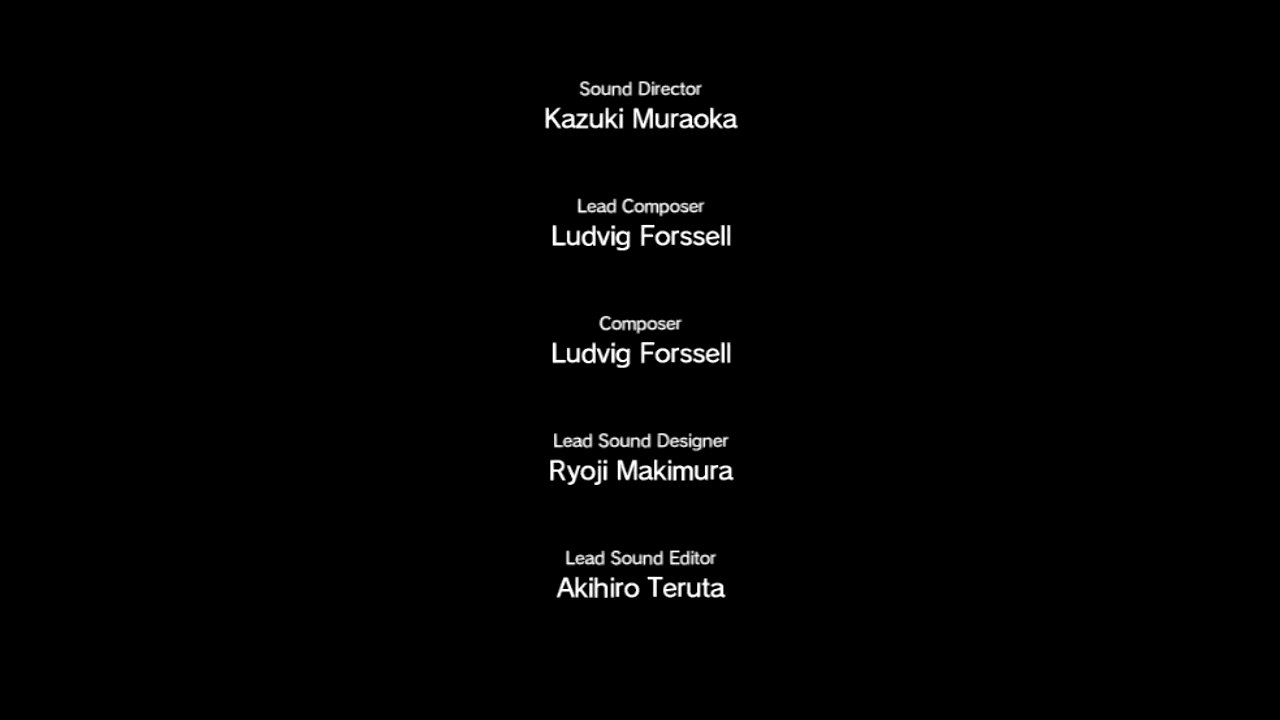 Sound Director
Kazuki Muraoka
Lead Composer
Ludvig Forssell
Composer
Ludvig Forssell
Lead Sound Designer
Ryoji Makimura
Lead Sound Editor
Akihiro Teruta